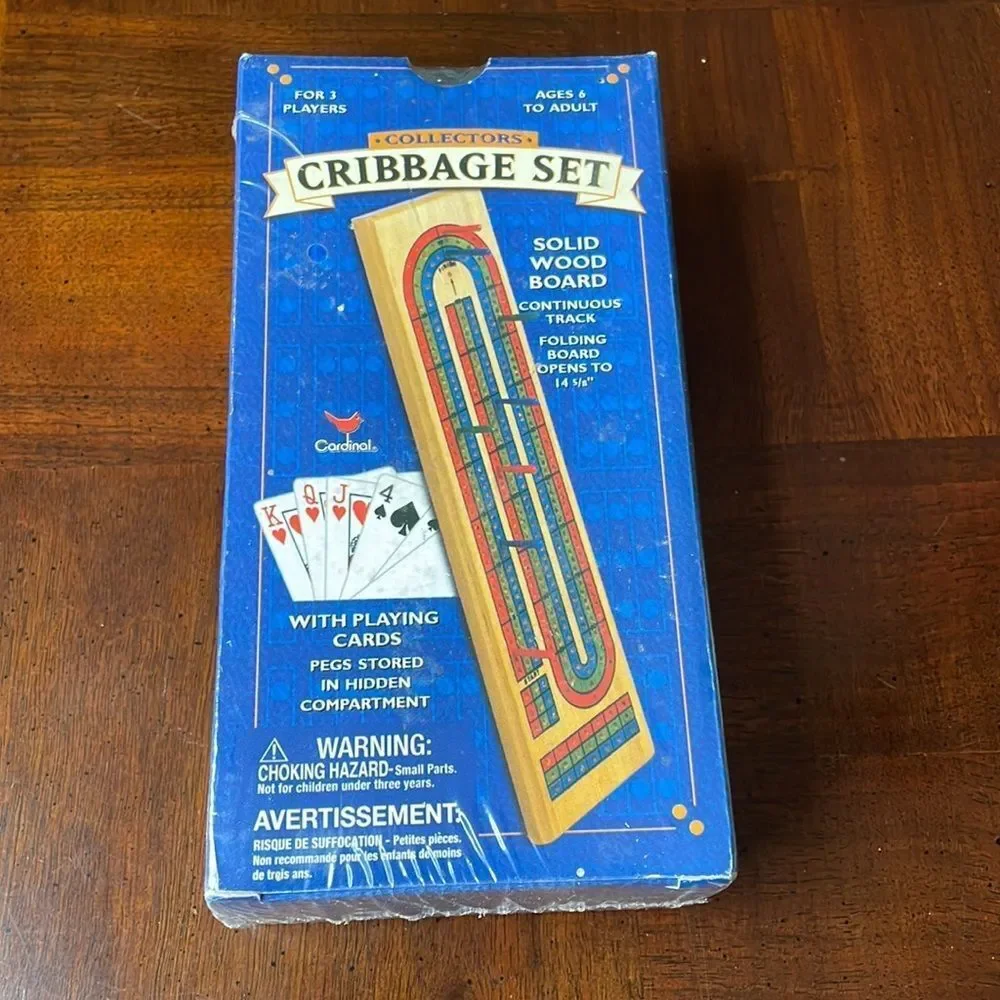 FOR 3
PLAYERS
AGES 6
TO ADULT
• COLLECTORS •
CRIBBAGE SET
SOLID
WOOD
BOARD
CONTINUOUS
TRACK
FOLDING
BOARD
OPENS TO
14 5/8"
Cardinal®
K
Q
J
4
WITH PLAYING
CARDS
PEGS STORED
IN HIDDEN
COMPARTMENT
START
WARNING:
CHOKING HAZARD-Small Parts.
Not for children under three years.
AVERTISSEMENT:
RISQUE DE SUFFOCATION - Petites pièces.
Non recommandé pour les enfants de moins
de trois ans.